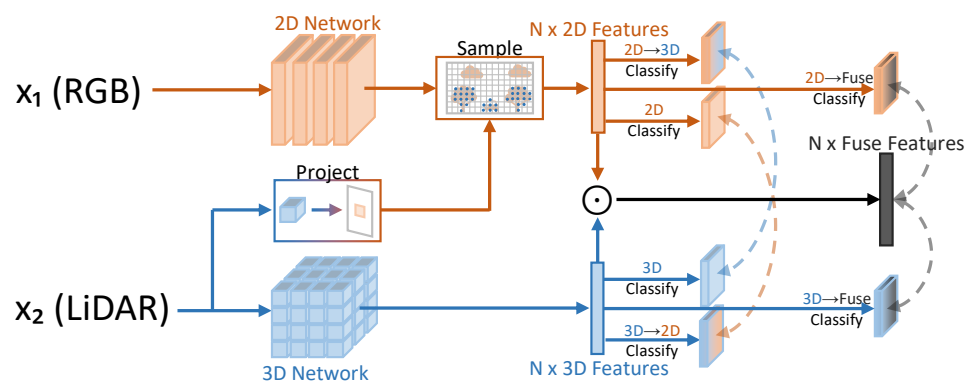 2D Network
Sample
N x 2D Features
2D→3D
Classify
x₁ (RGB)
2D→Fuse
Classify
2D
Classify
N x Fuse Features
Project
3D
Classify
x₂ (LiDAR)
3D→Fuse
Classify
3D→2D
Classify
3D Network
N x 3D Features